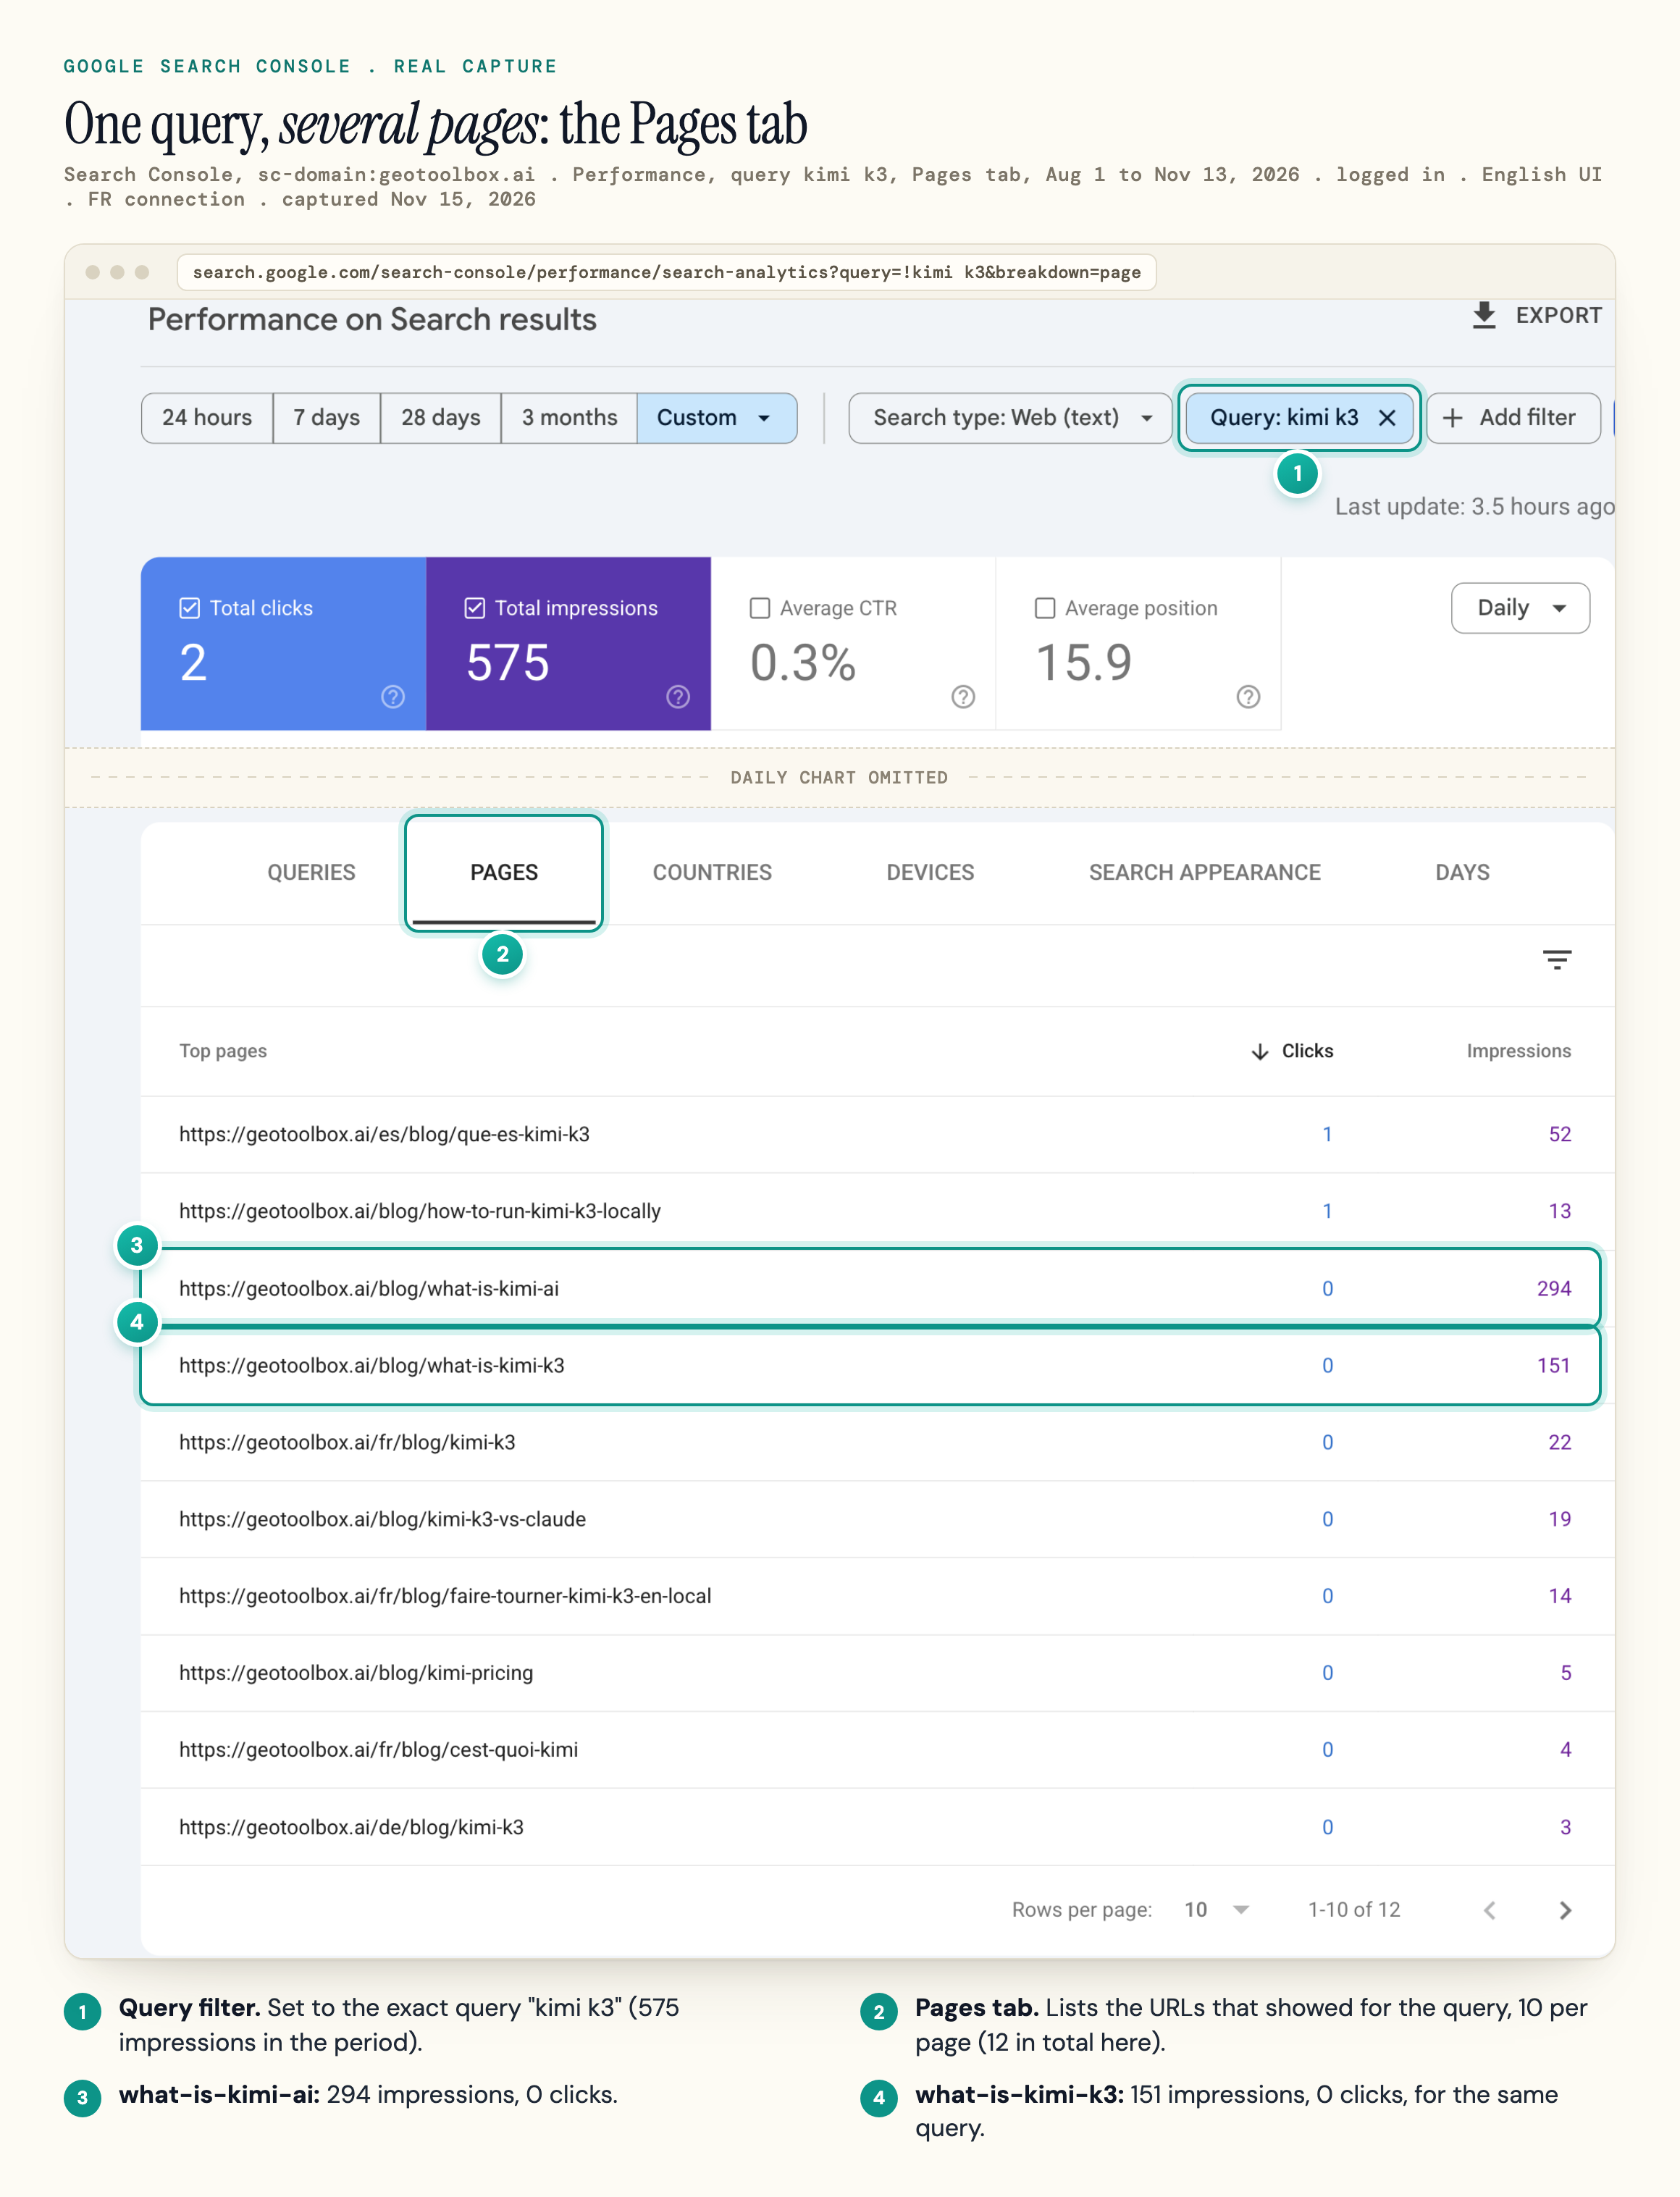 GOOGLE SEARCH CONSOLE . REAL CAPTURE
One query, several pages: the Pages tab
Search Console, sc-domain:geotoolbox.ai . Performance, query kimi k3, Pages tab, Aug 1 to Nov 13, 2026 . logged in . English UI
. FR connection . captured Nov 15, 2026
search.google.com/search-console/performance/search-analytics?query=!kimi k3&breakdown=page
Performance on Search results
EXPORT
24 hours 7 days 28 days 3 months Custom Search type: Web (text) Query: kimi k3 Add filter
1
Last update: 3.5 hours ago
Total clicks Total impressions Average CTR Average position Daily
2 575 0.3% 15.9
DAILY CHART OMITTED
QUERIES PAGES COUNTRIES DEVICES SEARCH APPEARANCE DAYS
2
Top pages Clicks Impressions
https://geotoolbox.ai/es/blog/que-es-kimi-k3 1 52
https://geotoolbox.ai/blog/how-to-run-kimi-k3-locally 1 13
3
https://geotoolbox.ai/blog/what-is-kimi-ai 0 294
4
https://geotoolbox.ai/blog/what-is-kimi-k3 0 151
https://geotoolbox.ai/fr/blog/kimi-k3 0 22
https://geotoolbox.ai/blog/kimi-k3-vs-claude 0 19
https://geotoolbox.ai/fr/blog/faire-tourner-kimi-k3-en-local 0 14
https://geotoolbox.ai/blog/kimi-pricing 0 5
https://geotoolbox.ai/fr/blog/cest-quoi-kimi 0 4
https://geotoolbox.ai/de/blog/kimi-k3 0 3
Rows per page: 10 1-10 of 12
1 Query filter. Set to the exact query "kimi k3" (575
impressions in the period).
2 Pages tab. Lists the URLs that showed for the query, 10 per
page (12 in total here).
3 what-is-kimi-ai: 294 impressions, 0 clicks.
4 what-is-kimi-k3: 151 impressions, 0 clicks, for the same
query.